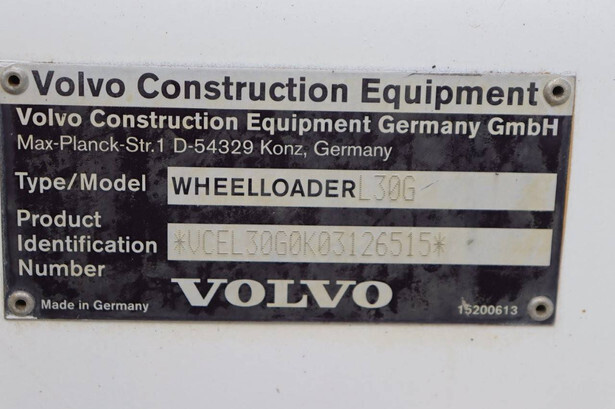 Volvo Construction Equipment
Volvo Construction Equipment Germany GmbH
Max-Planck-Str.1 D-54329 Konz, Germany
Type/Model WHEELLOADER L30G
Product
Identification *VCEL30G0K03126515*
Number
Made in Germany VOLVO 15200613